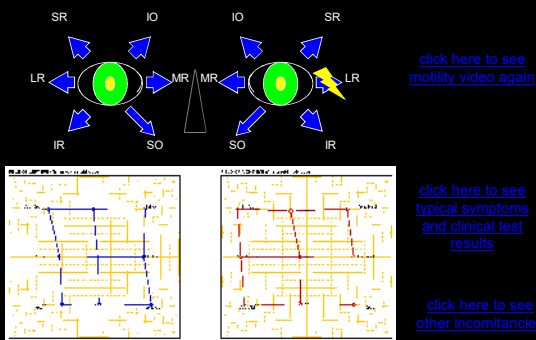 SR IO IO SR
LR MR MR LR
IR SO SO IR
click here to see
motility video again
click here to see
typical symptoms
and clinical test
results
click here to see
other incomitancie